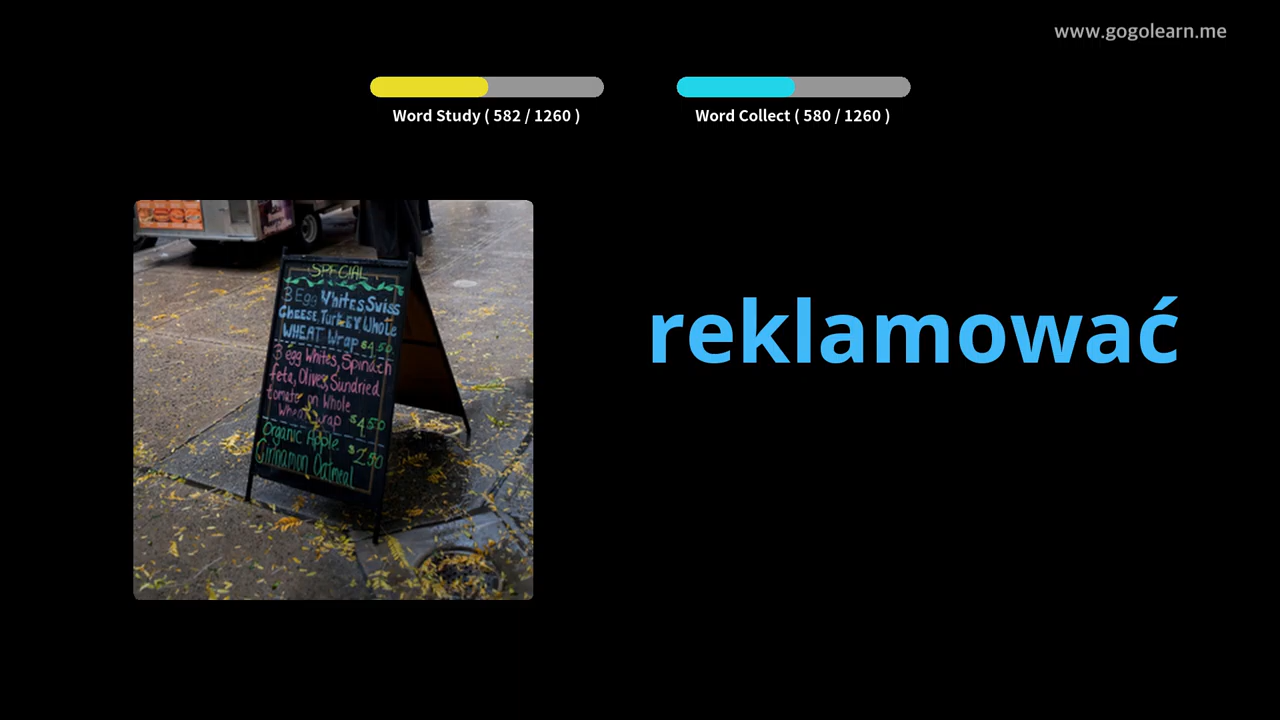 www.gogolearn.me
Word Study ( 582 / 1260 )
Word Collect ( 580 / 1260 )
SPECIAL
3 Egg Whites, Swiss
Cheese, Turkey Whole
WHEAT Wrap $4.50
3 egg Whites, Spinach
feta, Olives, Sundried
tomato on Whole
Wheat Wrap $4.50
Organic Apple
Cinnamon Oatmeal $2.50
reklamować